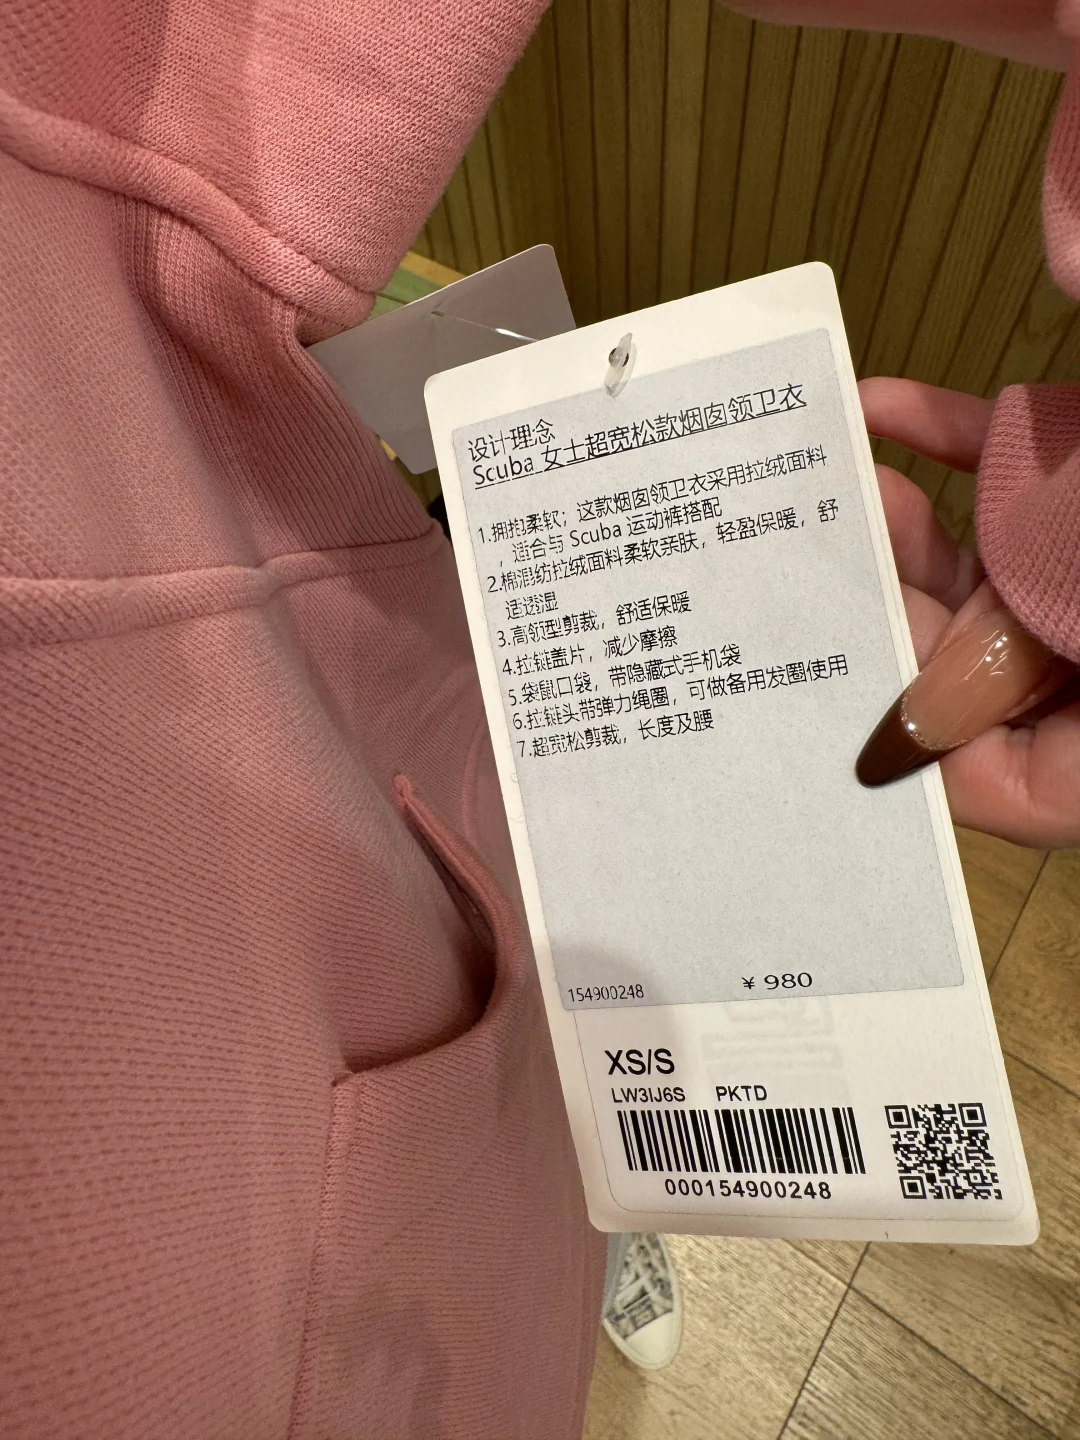 设计理念
Scuba 女士超宽松款烟囱领卫衣
1.拥抱柔软；这款烟囱领卫衣采用拉绒面料
，适合与 Scuba 运动裤搭配
2.棉混纺拉绒面料柔软亲肤，轻盈保暖，舒
适透湿
3.高领型剪裁，舒适保暖
4.拉链盖片，减少摩擦
5.袋鼠口袋，带隐藏式手机袋
6.拉链头带弹力绳圈，可做备用发圈使用
7.超宽松剪裁，长度及腰
154900248 ¥ 980
XS/S
LW3IJ6S PKTD
000154900248